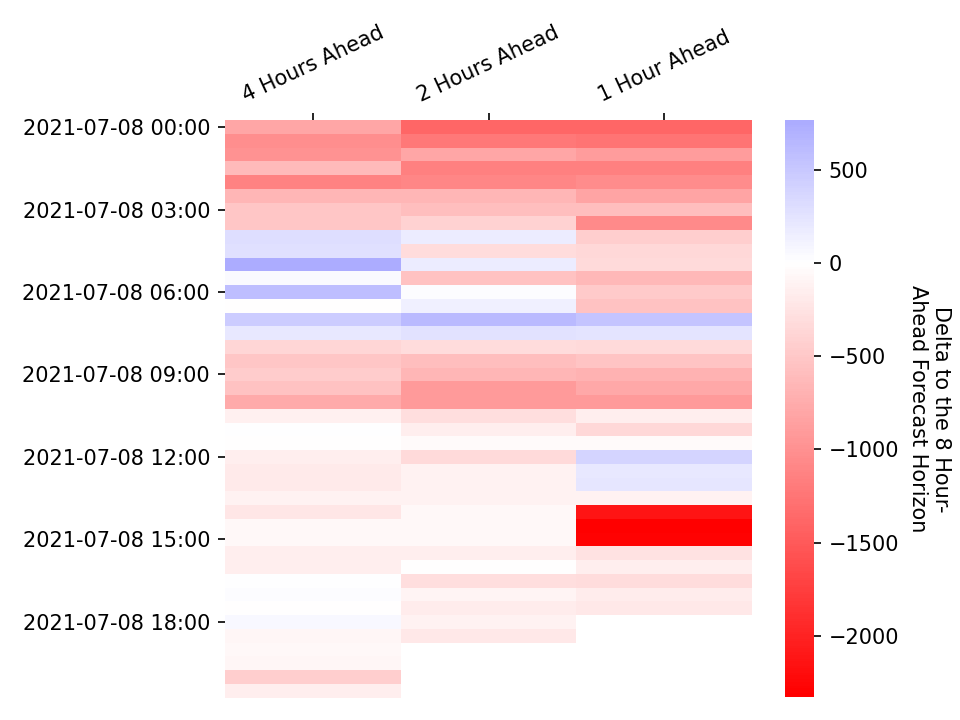 4 Hours Ahead
2 Hours Ahead
1 Hour Ahead
2021-07-08 00:00
2021-07-08 03:00
2021-07-08 06:00
2021-07-08 09:00
2021-07-08 12:00
2021-07-08 15:00
2021-07-08 18:00
500
0
−500
−1000
−1500
−2000
Delta to the 8 Hour-
Ahead Forecast Horizon